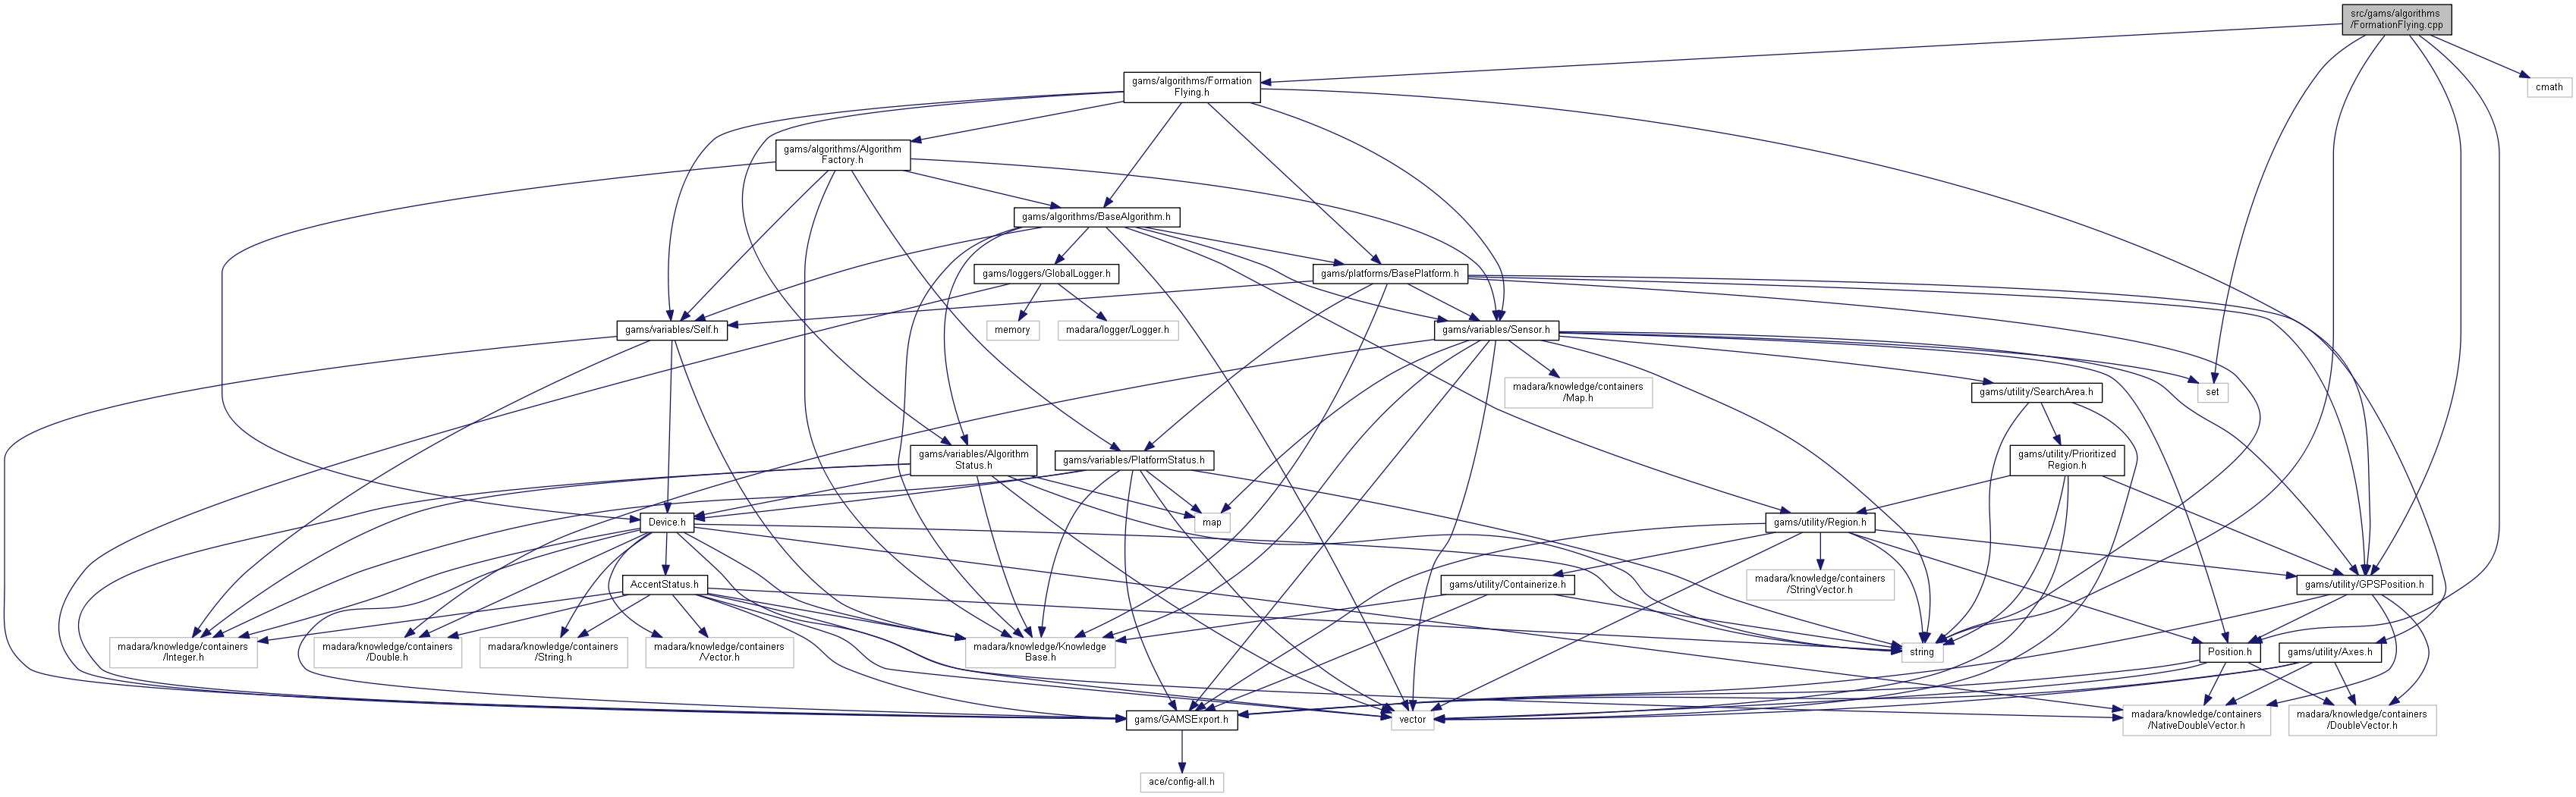 src/gams/algorithms
/FormationFlying.cpp
gams/algorithms/Formation
Flying.h
cmath
gams/algorithms/Algorithm
Factory.h
gams/algorithms/BaseAlgorithm.h
gams/loggers/GlobalLogger.h
gams/platforms/BasePlatform.h
gams/variables/Self.h
memory
madara/logger/Logger.h
gams/variables/Sensor.h
madara/knowledge/containers
/Map.h
gams/utility/SearchArea.h
set
gams/variables/Algorithm
Status.h
gams/variables/PlatformStatus.h
gams/utility/Prioritized
Region.h
Device.h
map
gams/utility/Region.h
AccentStatus.h
gams/utility/Containerize.h
madara/knowledge/containers
/StringVector.h
gams/utility/GPSPosition.h
madara/knowledge/containers
/Integer.h
madara/knowledge/containers
/Double.h
madara/knowledge/containers
/String.h
madara/knowledge/containers
/Vector.h
madara/knowledge/Knowledge
Base.h
string
Position.h
gams/utility/Axes.h
gams/GAMSExport.h
vector
madara/knowledge/containers
/NativeDoubleVector.h
madara/knowledge/containers
/DoubleVector.h
ace/config-all.h